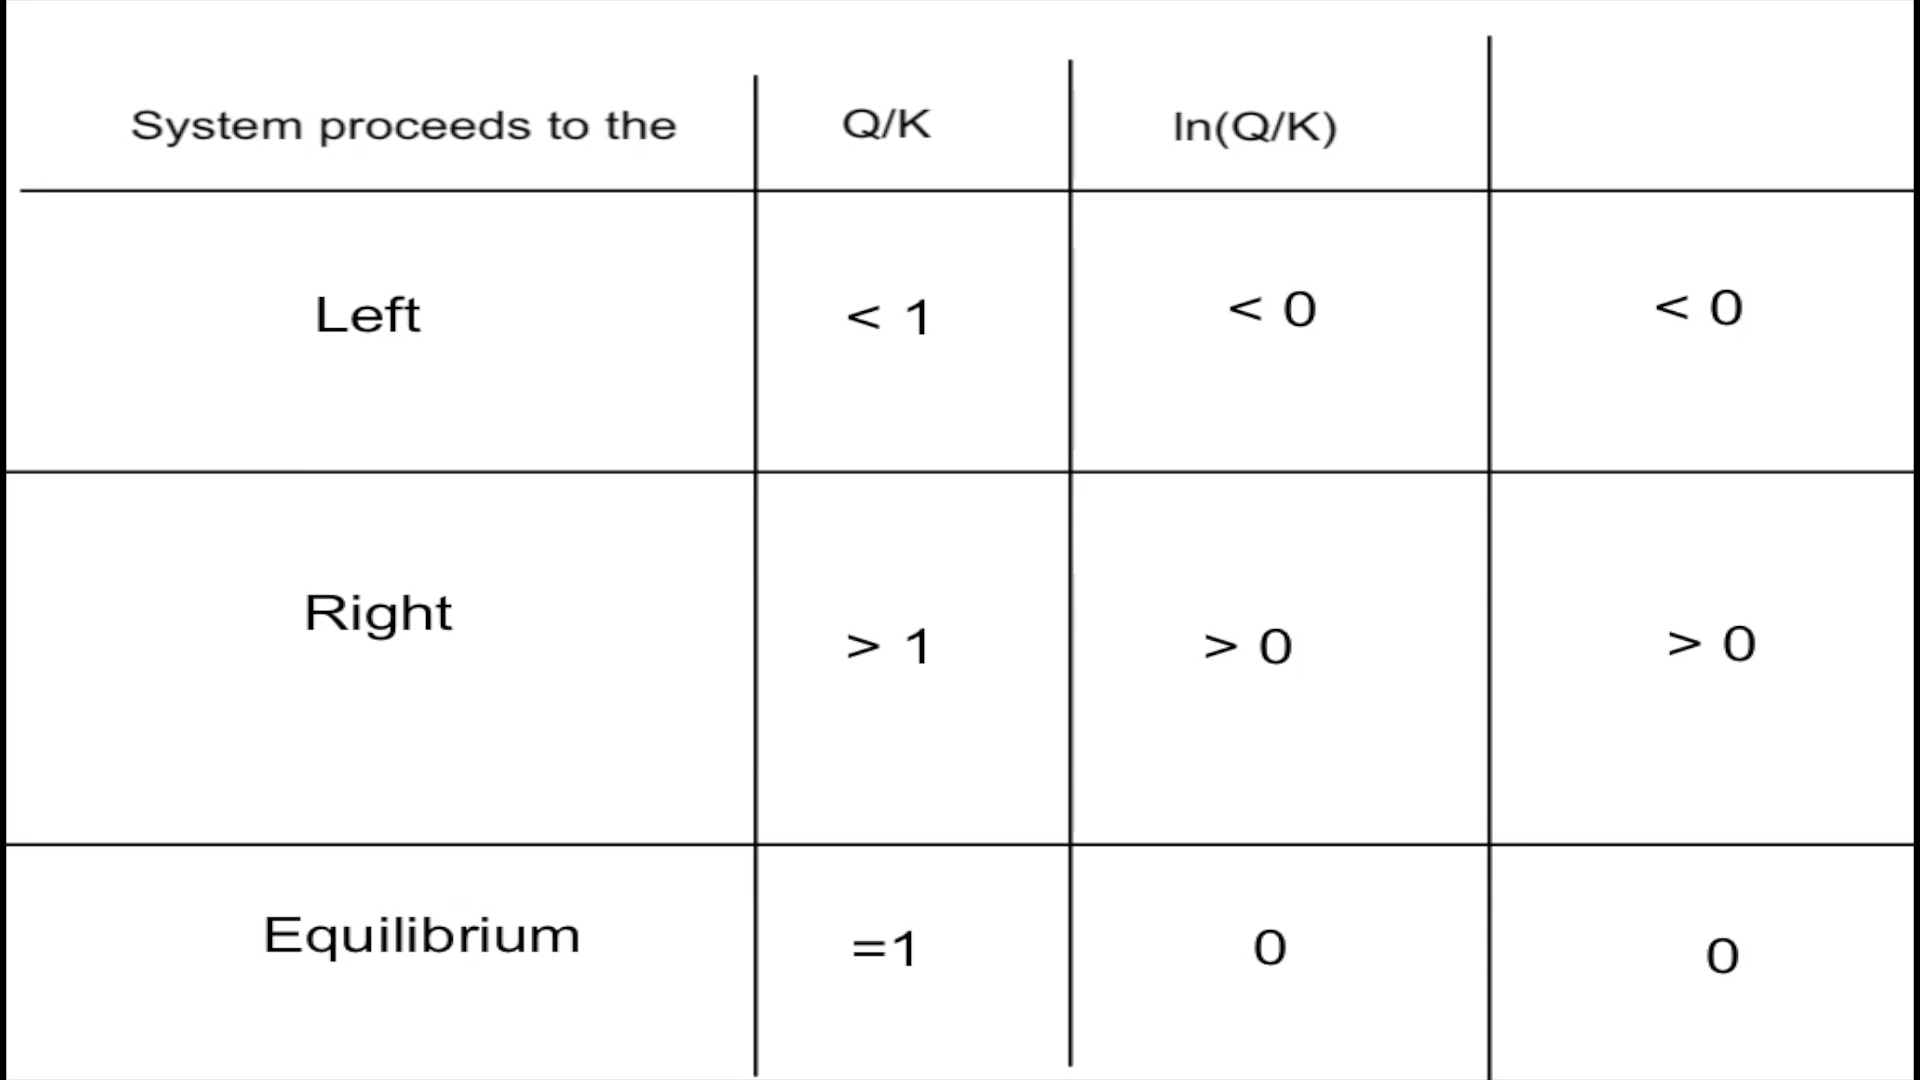 System proceeds to the Q/K ln(Q/K)
Left < 1 < 0 < 0
Right > 1 > 0 > 0
Equilibrium =1 0 0